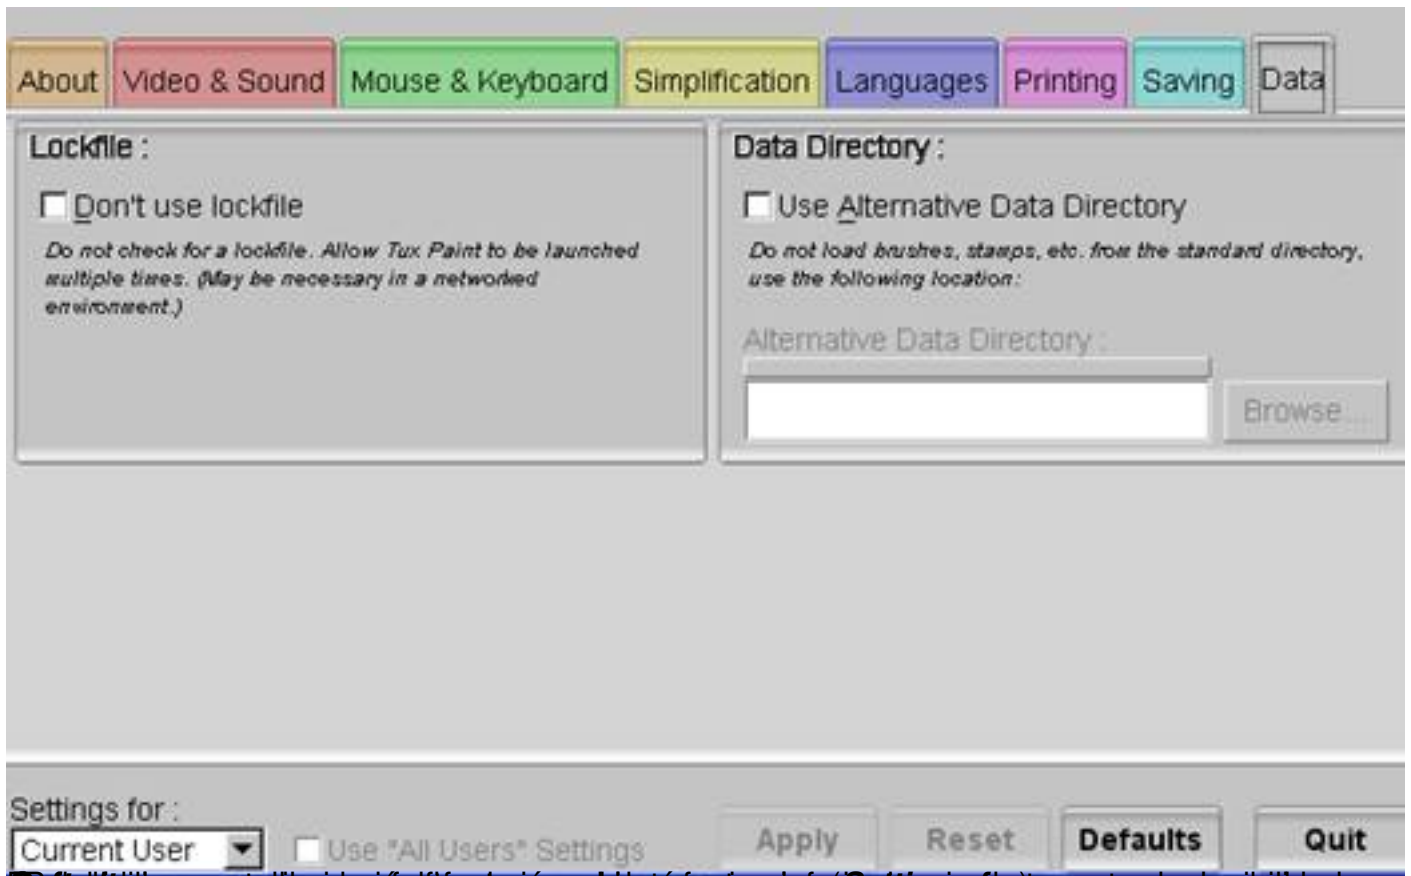 About Video & Sound Mouse & Keyboard Simplification Languages Printing Saving Data
Lockfile :
Don't use lockfile
Do not check for a lockfile. Allow Tux Paint to be launched
multiple times. (May be necessary in a networked
environment.)
Data Directory :
Use Alternative Data Directory
Do not load brushes, stamps, etc. from the standard directory,
use the following location:
Alternative Data Directory :
Browse...
Settings for :
Current User
Use "All Users" Settings
Apply Reset Defaults Quit